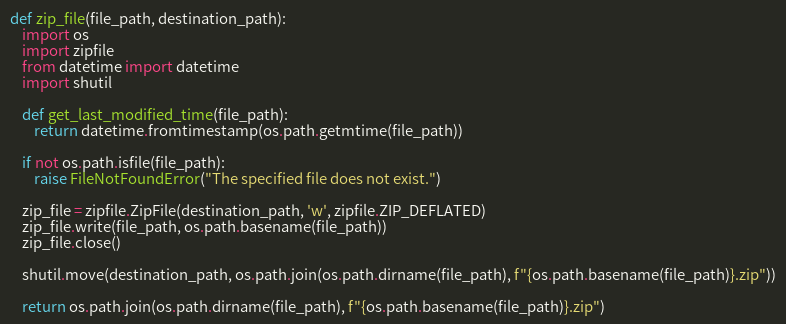 def zip_file(file_path, destination_path):
    import os
    import zipfile
    from datetime import datetime
    import shutil

    def get_last_modified_time(file_path):
        return datetime.fromtimestamp(os.path.getmtime(file_path))

    if not os.path.isfile(file_path):
        raise FileNotFoundError("The specified file does not exist.")

    zip_file = zipfile.ZipFile(destination_path, 'w', zipfile.ZIP_DEFLATED)
    zip_file.write(file_path, os.path.basename(file_path))
    zip_file.close()

    shutil.move(destination_path, os.path.join(os.path.dirname(file_path), f"{os.path.basename(file_path)}.zip"))

    return os.path.join(os.path.dirname(file_path), f"{os.path.basename(file_path)}.zip")